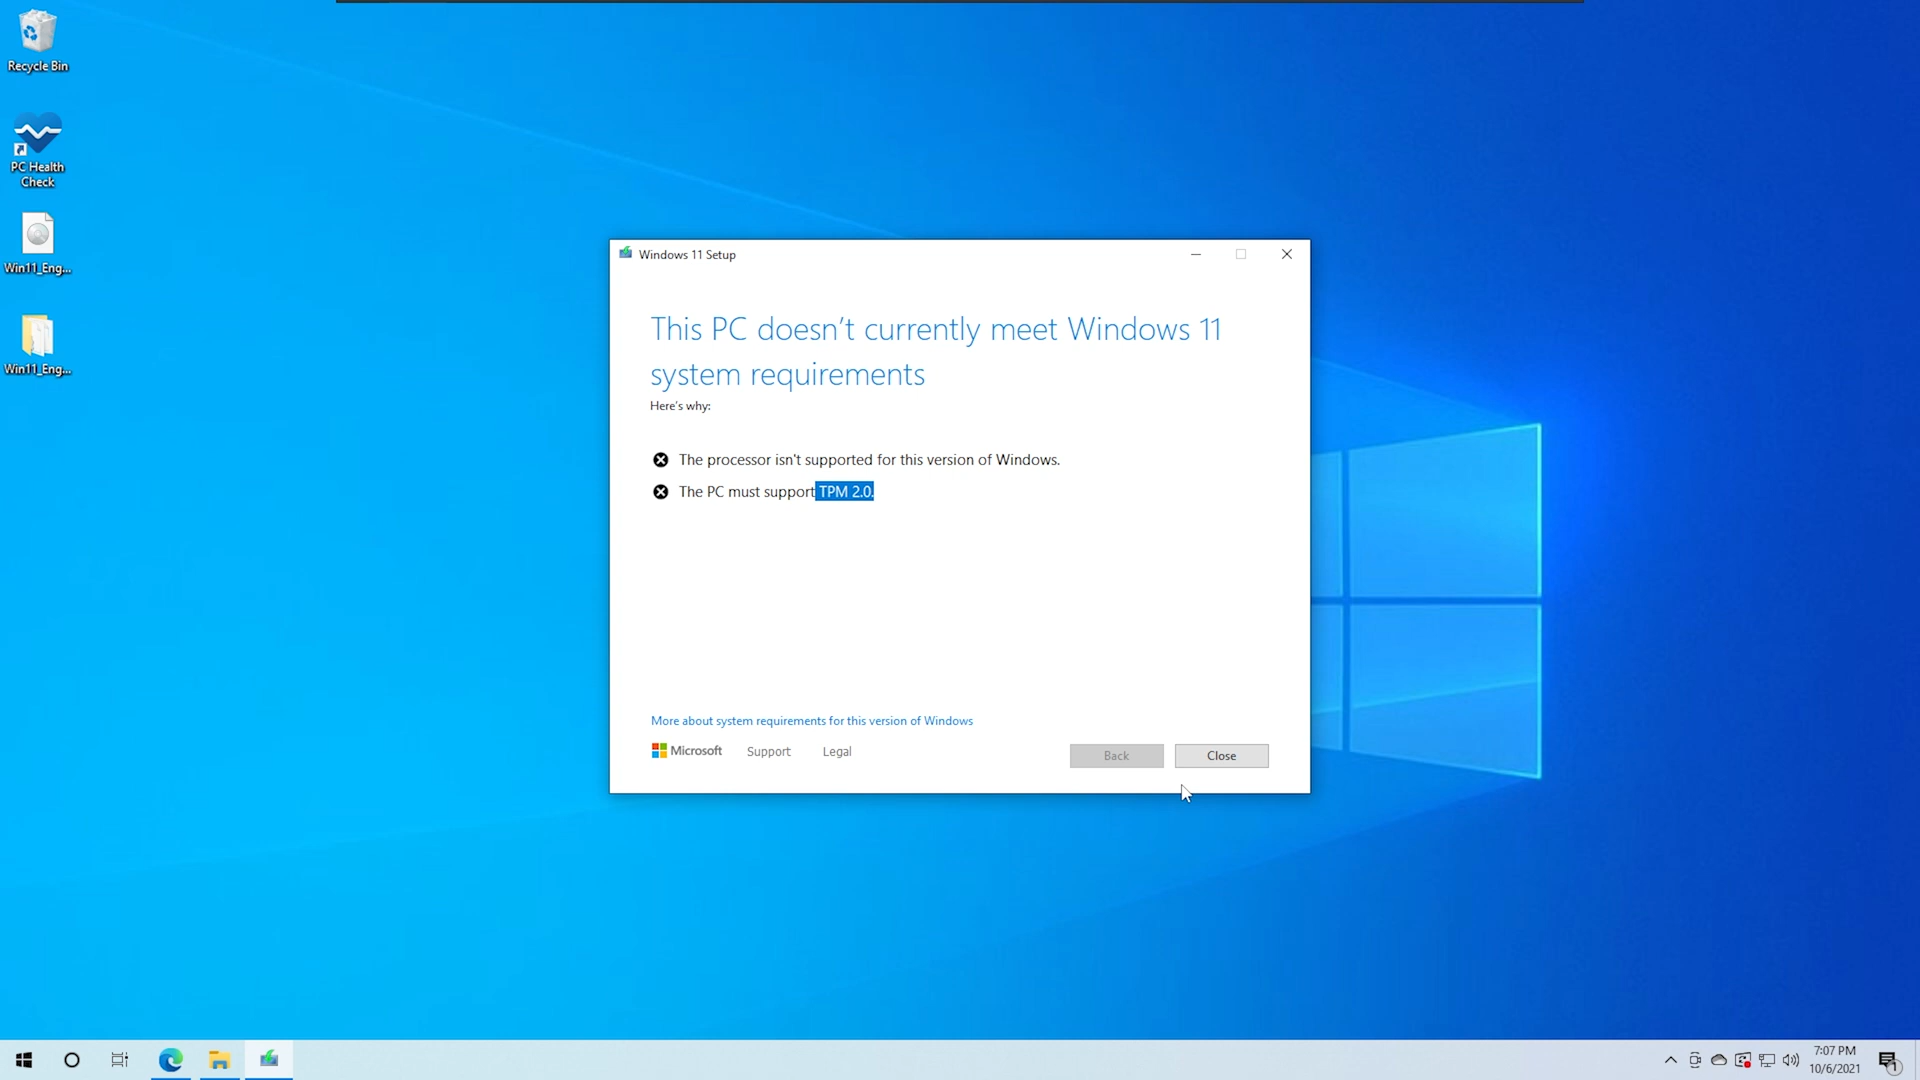 Recycle Bin
PC Health
Check
Win11_Eng...
Win11_Eng...
Windows 11 Setup
This PC doesn’t currently meet Windows 11
system requirements
Here’s why:
The processor isn't supported for this version of Windows.
The PC must support TPM 2.0.
More about system requirements for this version of Windows
Microsoft Support Legal
Back Close
7:07 PM
10/6/2021
1